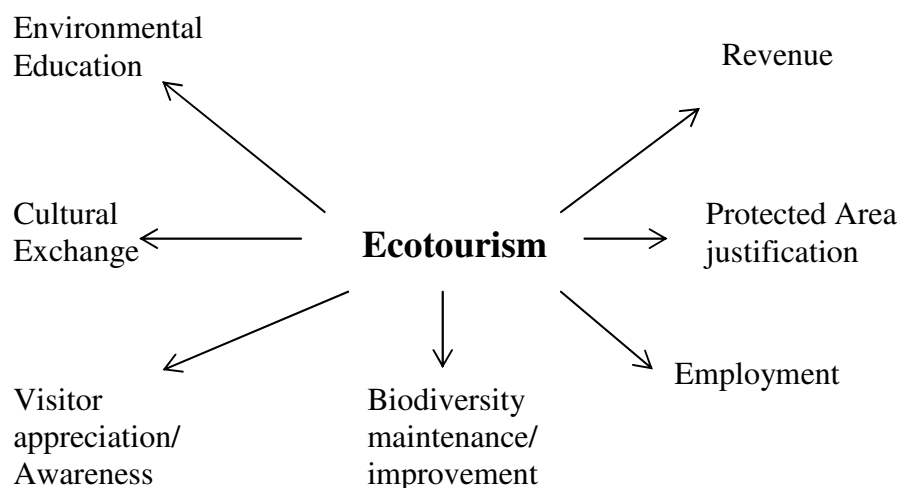 Environmental
Education
Revenue
Cultural
Exchange
Ecotourism
Protected Area
justification
Employment
Visitor
appreciation/
Awareness
Biodiversity
maintenance/
improvement